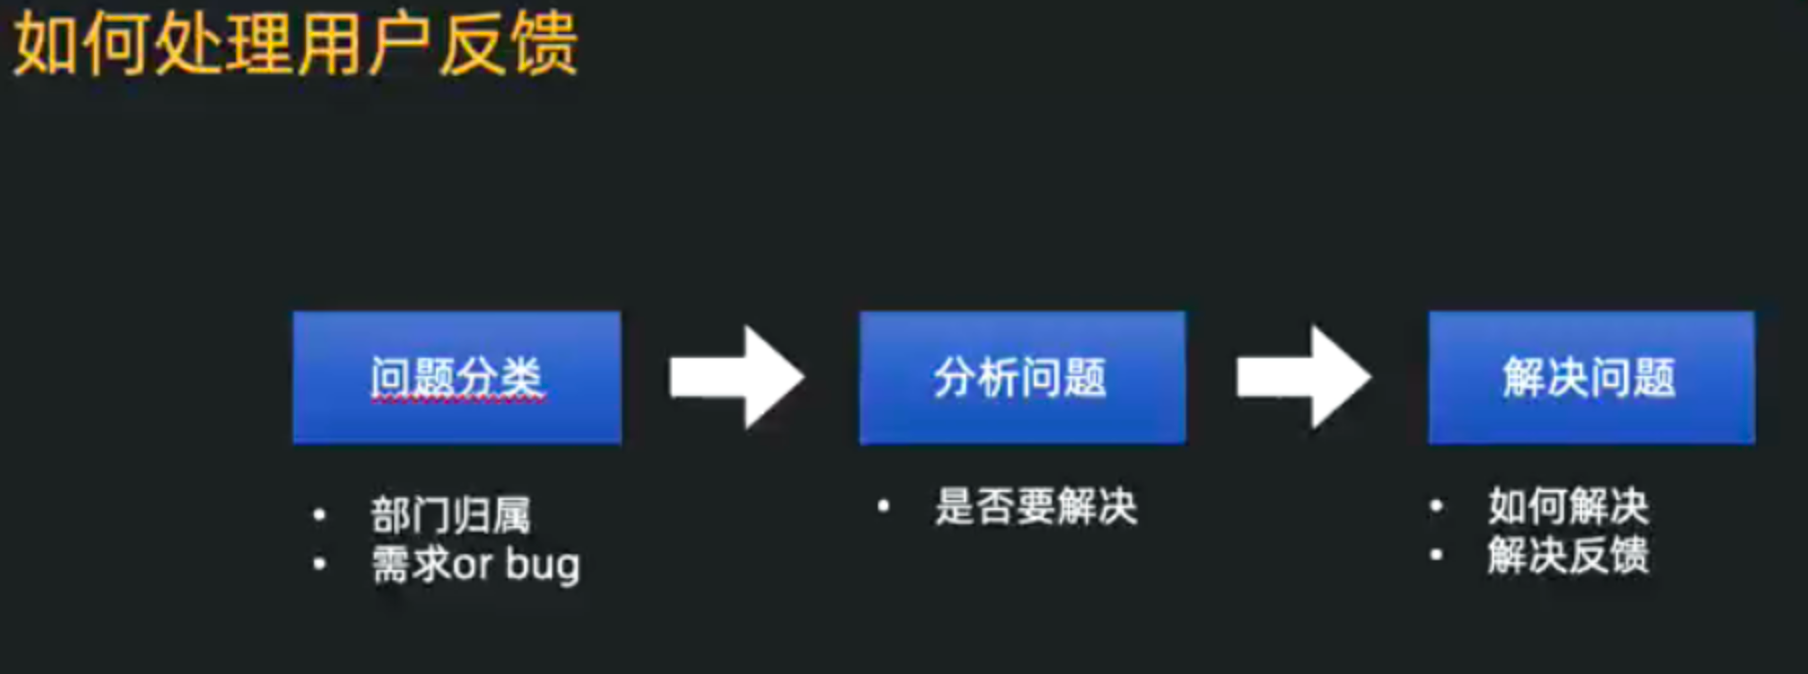 如何处理用户反馈
问题分类
部门归属
需求or bug
分析问题
是否要解决
解决问题
如何解决
解决反馈